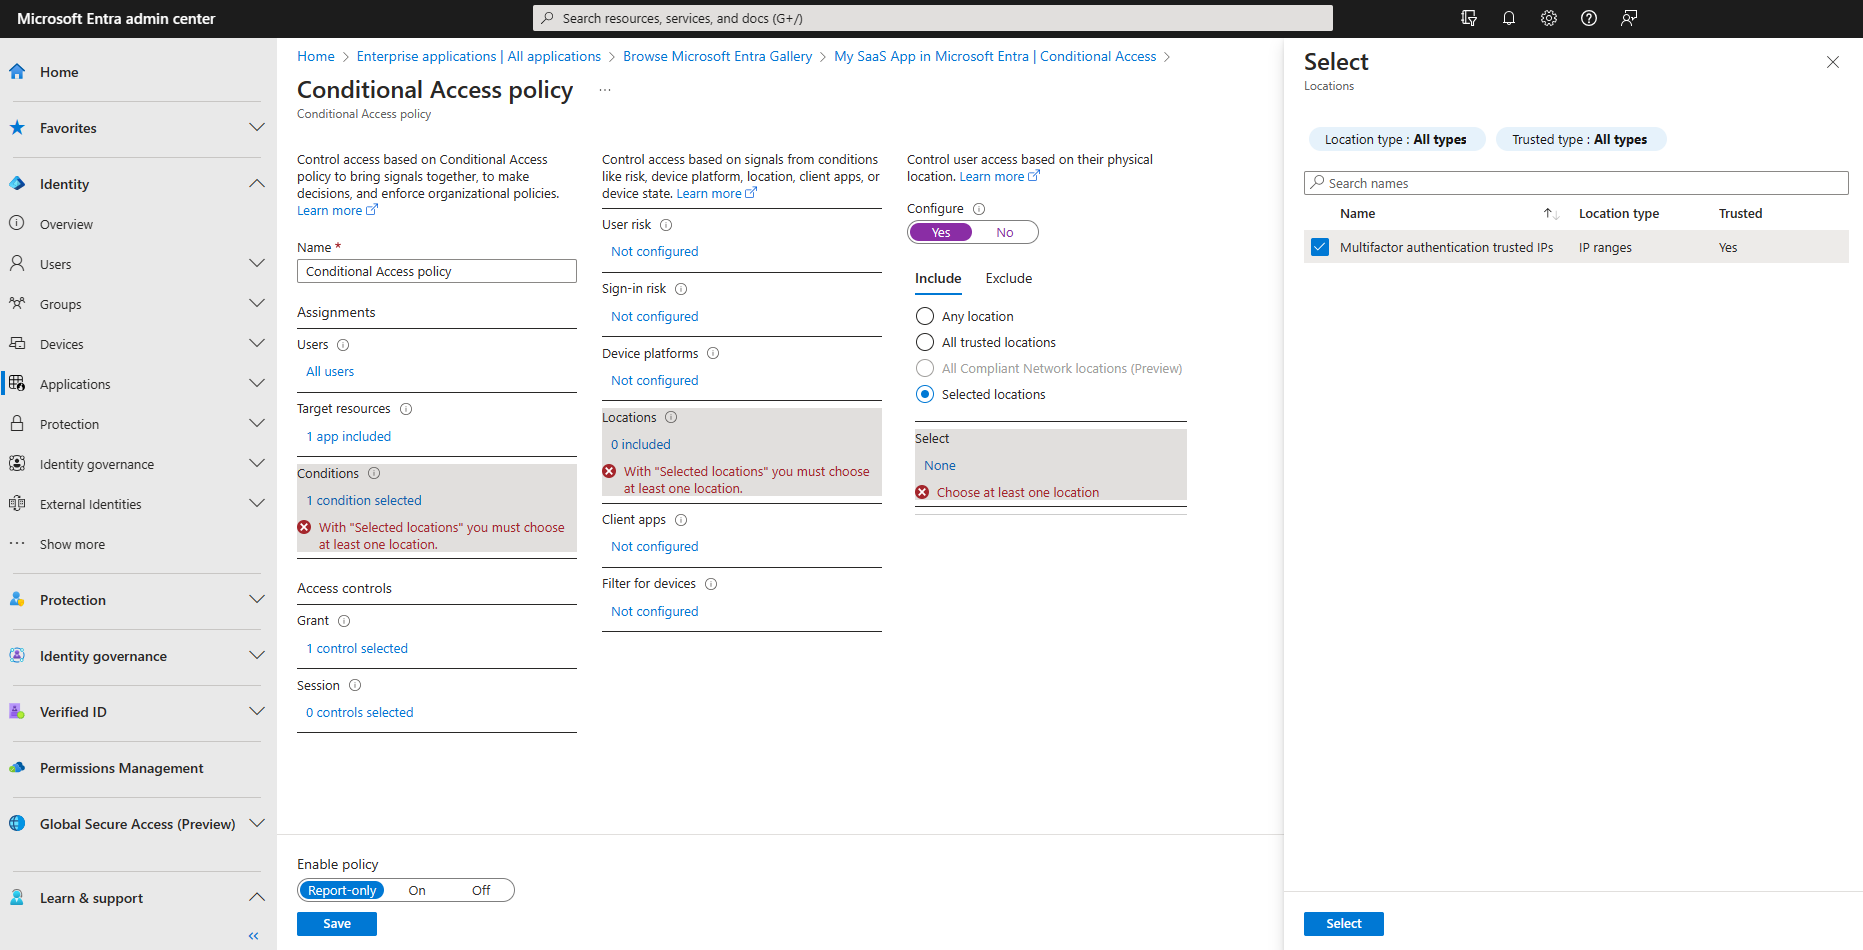 Microsoft Entra admin center
Search resources, services, and docs (G+/)
Home
Favorites
Identity
Overview
Users
Groups
Devices
Applications
Protection
Identity governance
External Identities
Show more
Protection
Identity governance
Verified ID
Permissions Management
Global Secure Access (Preview)
Learn & support
Home > Enterprise applications | All applications > Browse Microsoft Entra Gallery > My SaaS App in Microsoft Entra | Conditional Access >
Conditional Access policy ...
Conditional Access policy
Control access based on Conditional Access
policy to bring signals together, to make
decisions, and enforce organizational policies.
Learn more
Name *
Conditional Access policy
Assignments
Users
All users
Target resources
1 app included
Conditions
1 condition selected
With "Selected locations" you must choose
at least one location.
Access controls
Grant
1 control selected
Session
0 controls selected
Control access based on signals from conditions
like risk, device platform, location, client apps, or
device state. Learn more
User risk
Not configured
Sign-in risk
Not configured
Device platforms
Not configured
Locations
0 included
With "Selected locations" you must choose
at least one location.
Client apps
Not configured
Filter for devices
Not configured
Control user access based on their physical
location. Learn more
Configure
Yes No
Include Exclude
Any location
All trusted locations
All Compliant Network locations (Preview)
Selected locations
Select
None
Choose at least one location
Enable policy
Report-only On Off
Save
Select
Locations
Location type : All types Trusted type : All types
Search names
Name Location type Trusted
Multifactor authentication trusted IPs IP ranges Yes
Select